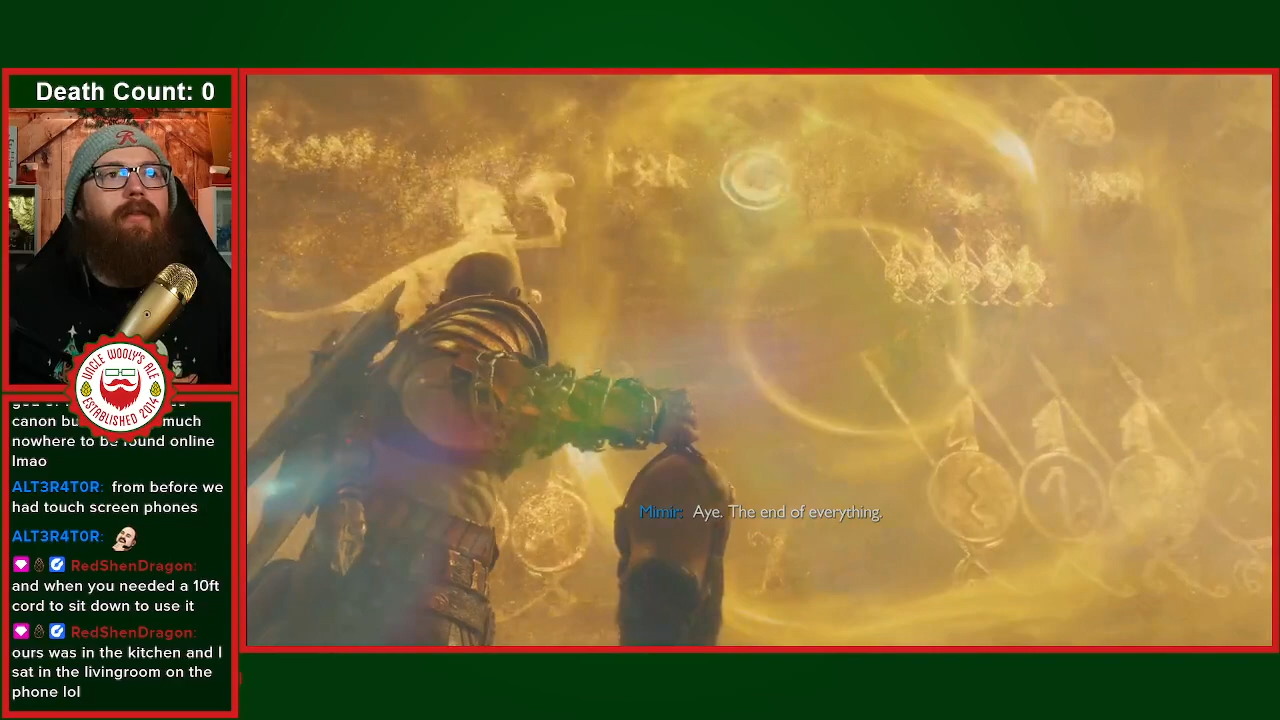 Death Count: 0
R
UNCLE WOOLY'S ALE
ESTABLISHED 2014
canon
much
nowhere to be found online
lmao
ALT3R4T0R: from before we
had touch screen phones
ALT3R4T0R:
RedShenDragon:
and when you needed a 10ft
cord to sit down to use it
RedShenDragon:
ours was in the kitchen and I
sat in the livingroom on the
phone lol
Mimir: Aye. The end of everything.